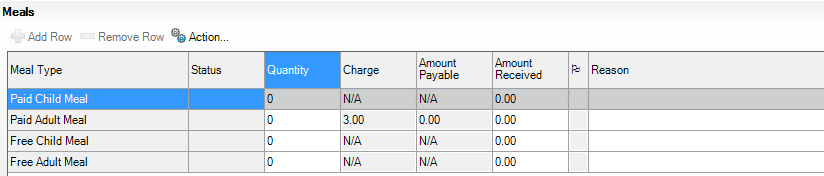 Meals
Add Row Remove Row Action...
Meal Type Status Quantity Charge Amount Payable Amount Received Reason
Paid Child Meal 0 N/A N/A 0.00
Paid Adult Meal 0 3.00 0.00 0.00
Free Child Meal 0 N/A N/A 0.00
Free Adult Meal 0 N/A N/A 0.00